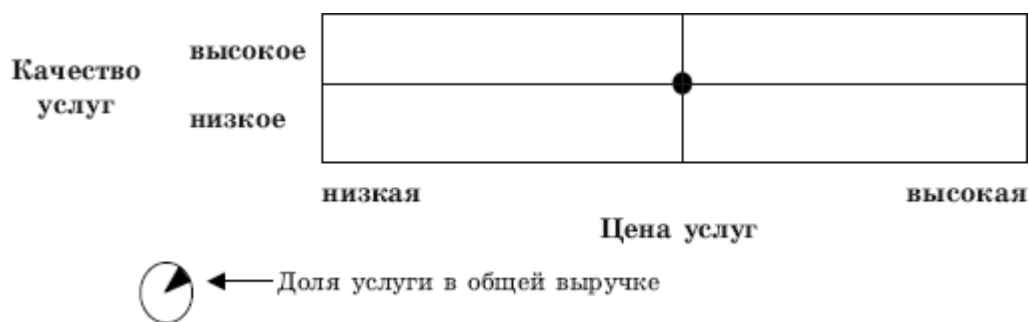 высокое
Качество
услуг
низкое
низкая
высокая
Цена услуг
Доля услуги в общей выручке